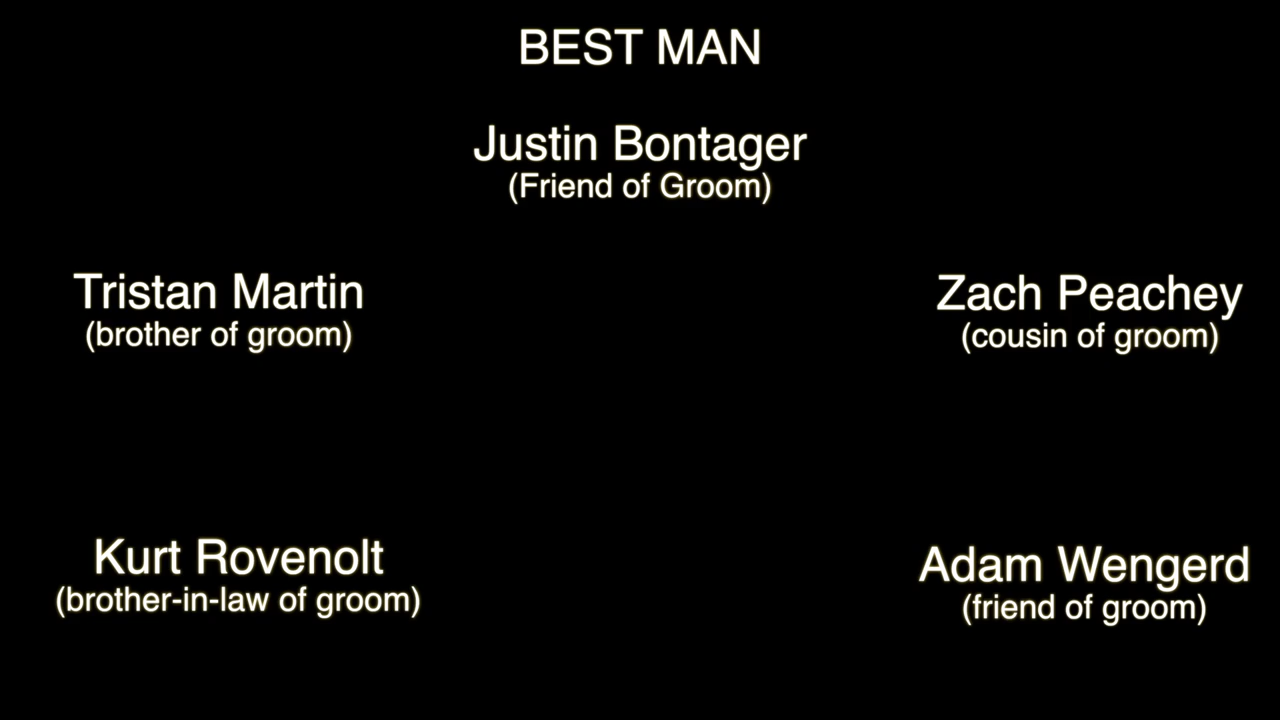 BEST MAN
Justin Bontager
(Friend of Groom)
Tristan Martin
(brother of groom)
Zach Peachey
(cousin of groom)
Kurt Rovenolt
(brother-in-law of groom)
Adam Wengerd
(friend of groom)